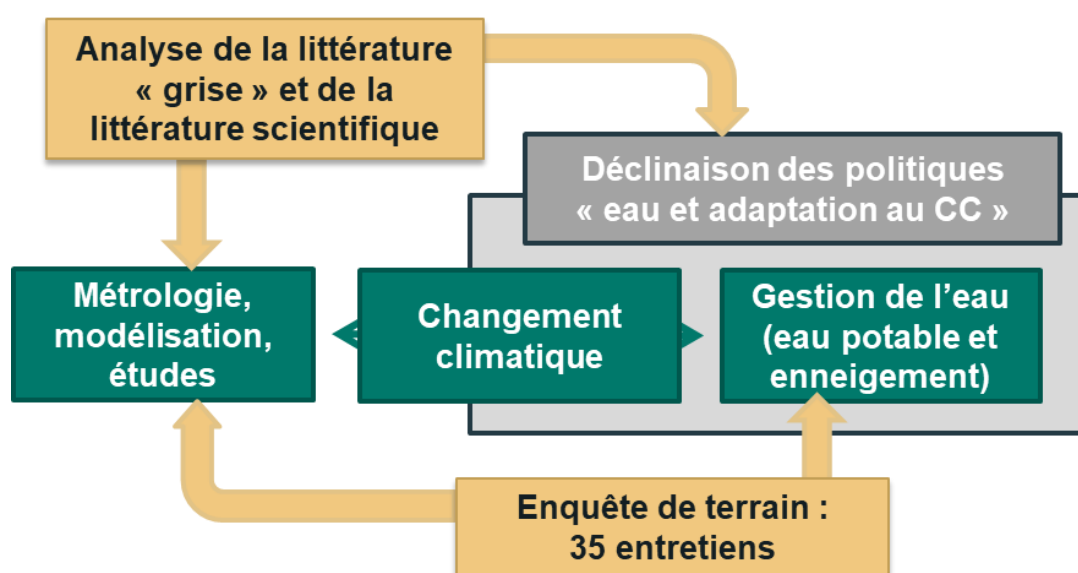 Analyse de la littérature
« grise » et de la
littérature scientifique
Déclinaison des politiques
« eau et adaptation au CC »
Métrologie,
modélisation,
études
Changement
climatique
Gestion de l’eau
(eau potable et
enneigement)
Enquête de terrain :
35 entretiens